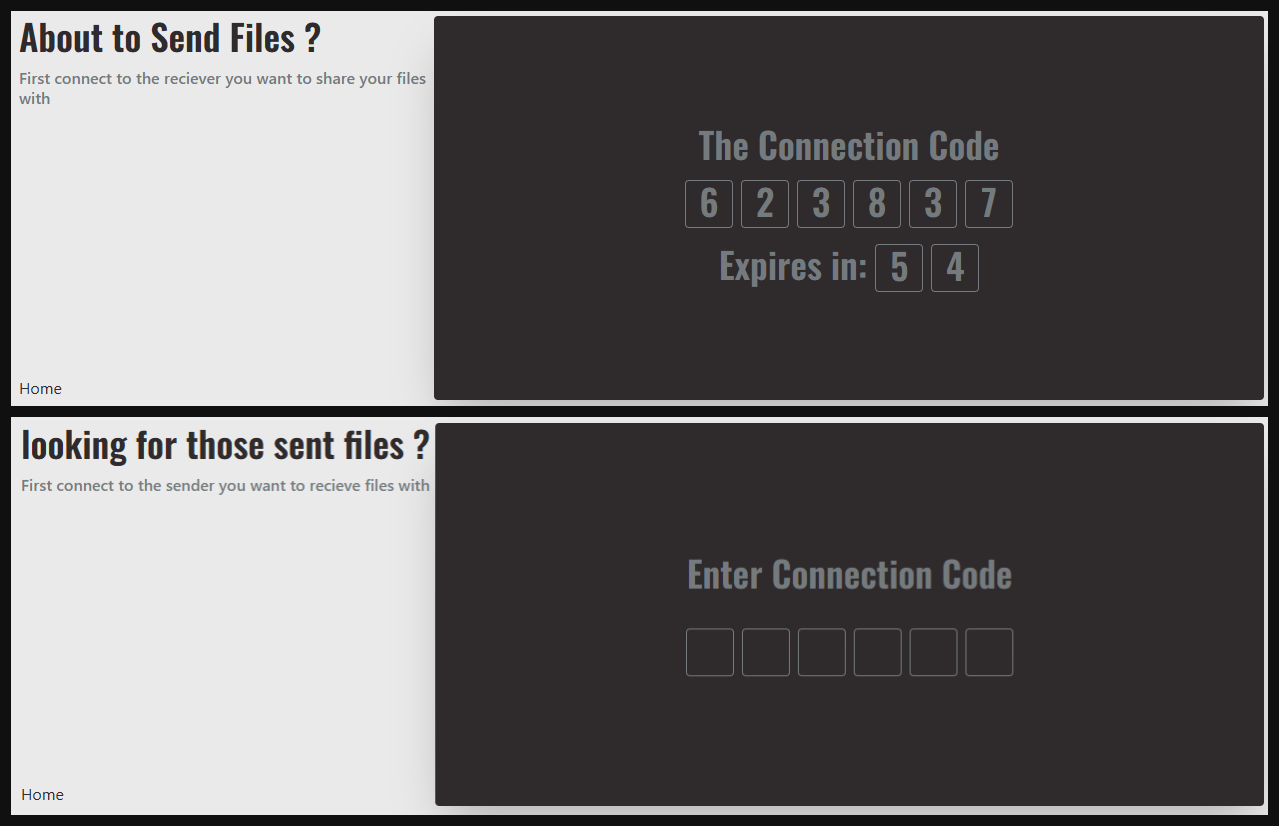 About to Send Files ?
First connect to the reciever you want to share your files
with
The Connection Code
6 2 3 8 3 7
Expires in: 5 4
Home
looking for those sent files ?
First connect to the sender you want to recieve files with
Enter Connection Code
Home